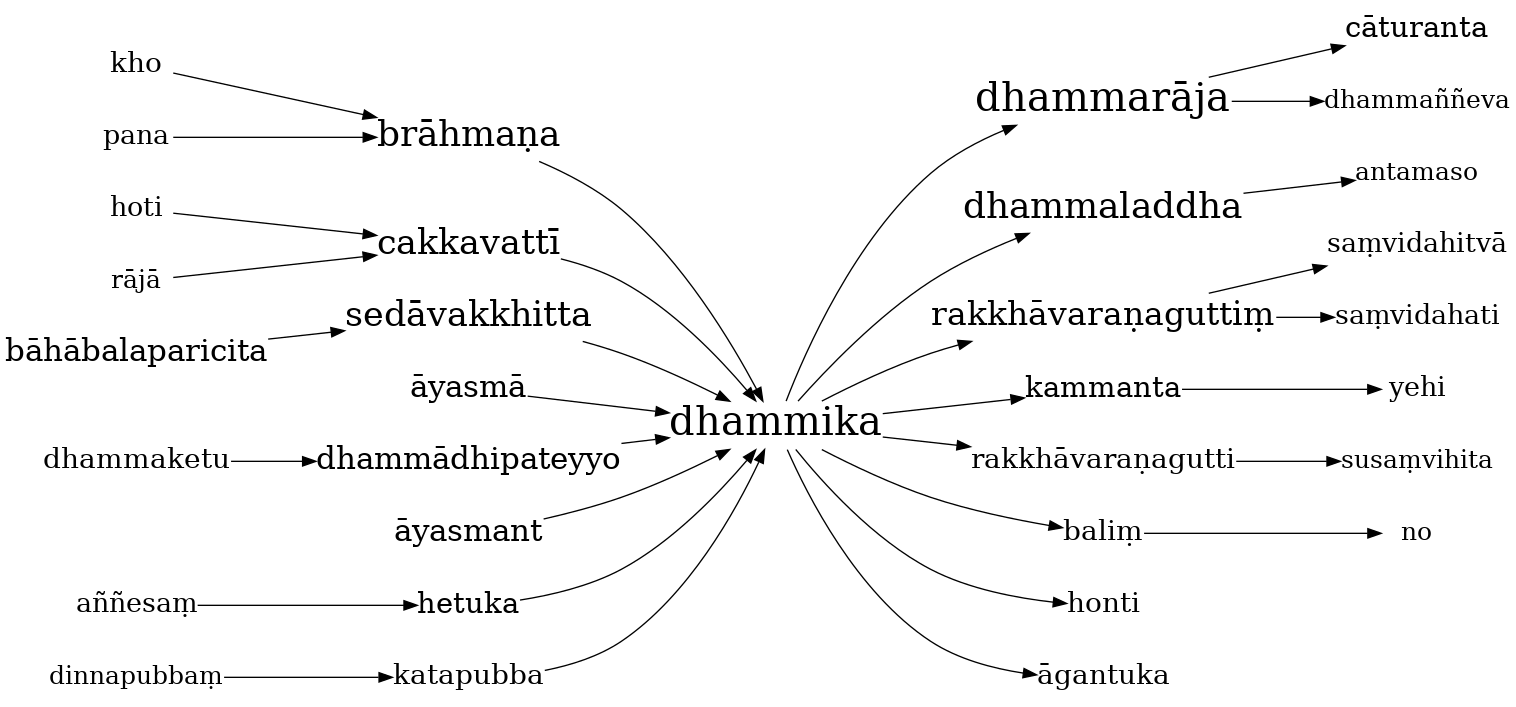 cāturanta
kho
dhammarāja
dhammaññeva
pana
brāhmaṇa
antamaso
hoti
dhammaladdha
cakkavattī
saṃvidahitvā
rājā
sedāvakkhitta
rakkhāvaraṇaguttiṃ
saṃvidahati
bāhābalaparicita
āyasmā
kammanta
yehi
dhammika
dhammaketu
dhammādhipateyyo
rakkhāvaraṇagutti
susaṃvihita
āyasmant
baliṃ
no
aññesaṃ
hetuka
honti
dinnapubbaṃ
katapubba
āgantuka